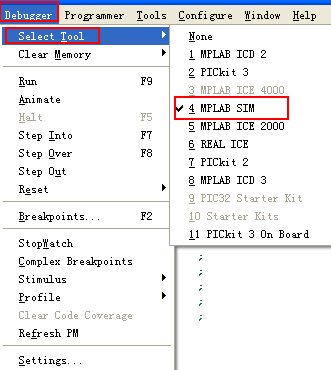 Debugger Programmer Tools Configure Window Help
Select Tool
Clear Memory
Run F9
Animate
Halt F5
Step Into F7
Step Over F8
Step Out
Reset
Breakpoints... F2
StopWatch
Complex Breakpoints
Stimulus
Profile
Clear Code Coverage
Refresh PM
Settings...
None
1 MPLAB ICD 2
2 PICkit 3
3 MPLAB ICE 4000
4 MPLAB SIM
5 MPLAB ICE 2000
6 REAL ICE
7 PICkit 2
8 MPLAB ICD 3
9 PIC32 Starter Kit
10 Starter Kits
11 PICkit 3 On Board
;
;
;
;
;